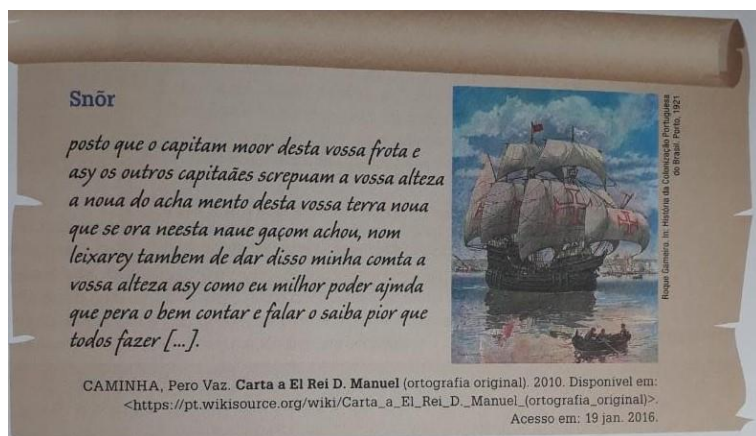 Snõr
posto que o capitam moor desta vossa frota e
asy os outros capitaães screpuam a vossa alteza
a noua do acha mento desta vossa terra noua
que se ora neesta naue gaçom achou, nom
leixarey tambem de dar disso minha comta a
vossa alteza asy como eu milhor poder ajmda
que pera o bem contar e falar o saiba pior que
todos fazer [...].
Roque Gameiro. In: História da Colonização Portuguesa
do Brasil. Porto, 1921
CAMINHA, Pero Vaz. Carta a El Rei D. Manuel (ortografia original). 2010. Disponível em:
<https://pt.wikisource.org/wiki/Carta_a_El_Rei_D._Manuel_(ortografia_original)>.
Acesso em: 19 jan. 2016.